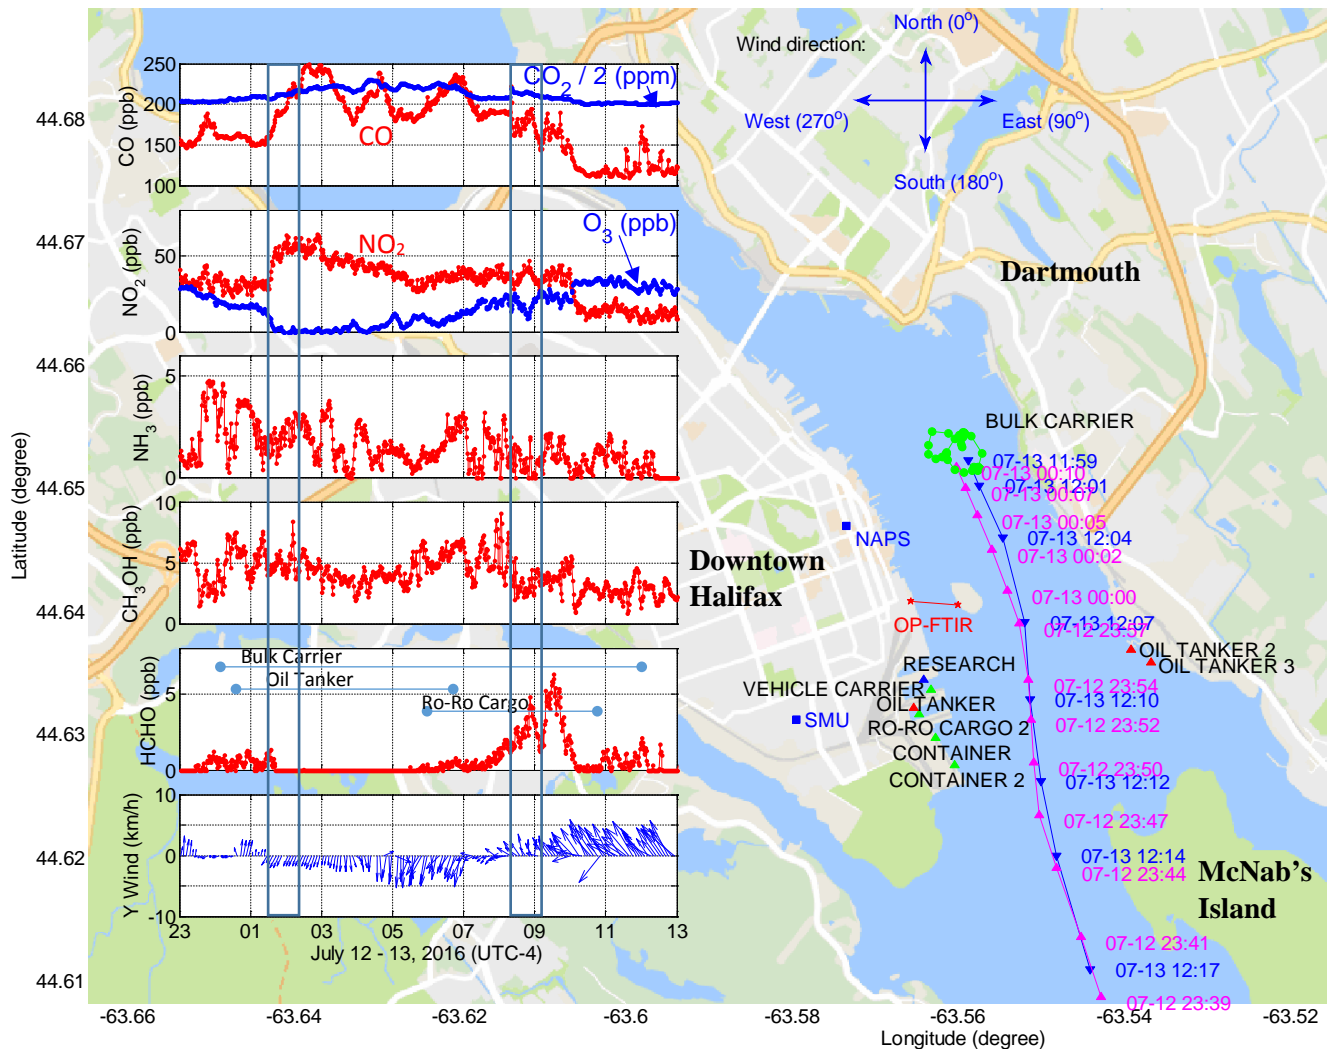 North (0°)
Wind direction:
West (270°)
East (90°)
South (180°)
250
200
150
100
CO (ppb)
CO₂ / 2 (ppm)
CO
50
0
NO₂ (ppb)
NO₂
O₃ (ppb)
5
0
NH₃ (ppb)
10
5
0
CH₃OH (ppb)
5
0
HCHO (ppb)
Bulk Carrier
Oil Tanker
Ro-Ro Cargo
10
0
-10
Y Wind (km/h)
23
01
03
05
07
09
11
13
July 12 - 13, 2016 (UTC-4)
44.68
44.67
44.66
44.65
44.64
44.63
44.62
44.61
Latitude (degree)
-63.66
-63.64
-63.62
-63.6
-63.58
-63.56
-63.54
-63.52
Longitude (degree)
Dartmouth
BULK CARRIER
07-13 11:59
07-13 00:10
07-13 12:01
07-13 00:07
07-13 00:05
07-13 12:04
07-13 00:02
07-13 00:00
07-13 12:07
07-12 23:57
07-12 23:54
07-13 12:10
07-12 23:52
07-12 23:50
07-13 12:12
07-12 23:47
07-13 12:14
07-12 23:44
07-12 23:41
07-13 12:17
07-12 23:39
NAPS
Downtown
Halifax
OP-FTIR
OIL TANKER 2
OIL TANKER 3
RESEARCH
VEHICLE CARRIER
OIL TANKER
SMU
RO-RO CARGO 2
CONTAINER
CONTAINER 2
McNab's
Island